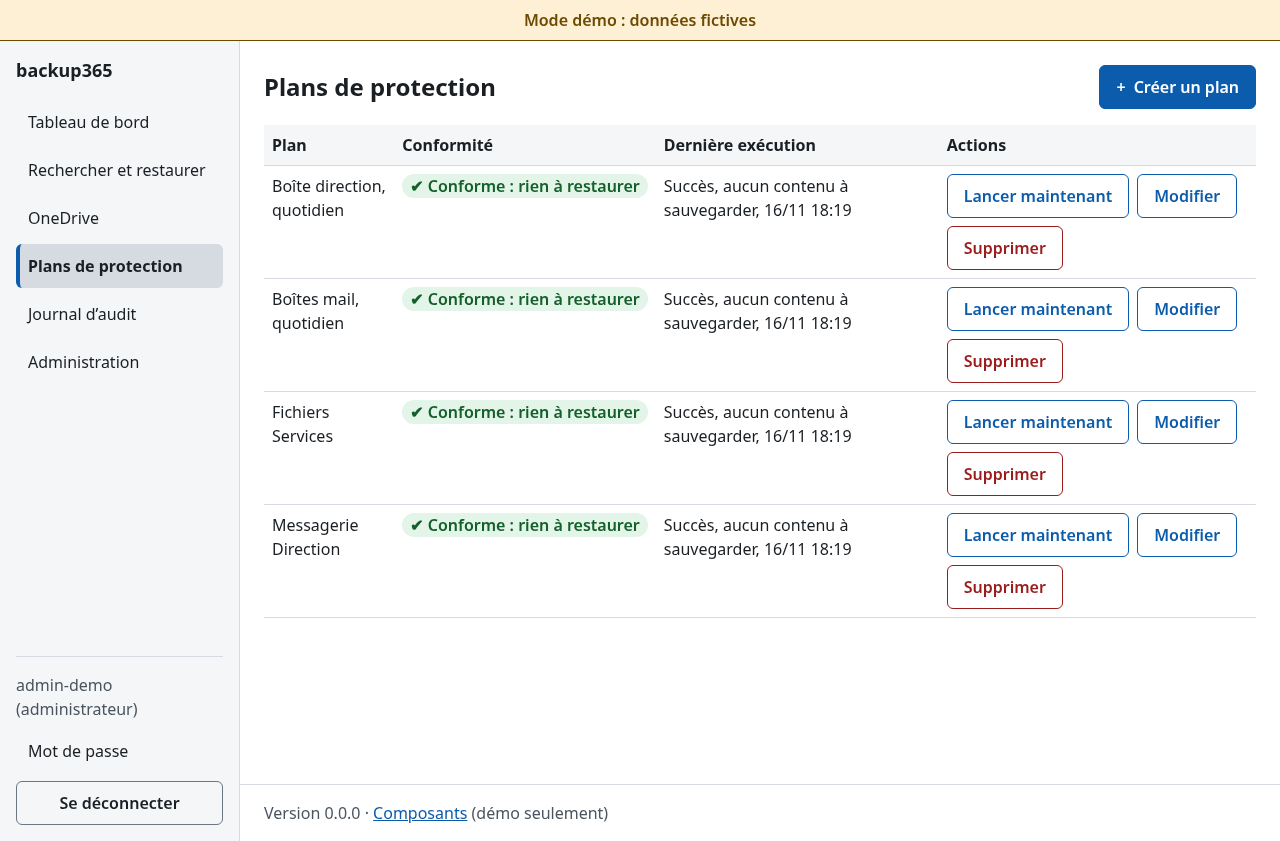 Mode démo : données fictives
backup365
Tableau de bord
Rechercher et restaurer
OneDrive
Plans de protection
Journal d’audit
Administration
admin-demo
(administrateur)
Mot de passe
Se déconnecter
Plans de protection
+ Créer un plan
Plan Conformité Dernière exécution Actions
Boîte direction, ✔ Conforme : rien à restaurer Succès, aucun contenu à Lancer maintenant Modifier
quotidien sauvegarder, 16/11 18:19
Supprimer
Boîtes mail, ✔ Conforme : rien à restaurer Succès, aucun contenu à Lancer maintenant Modifier
quotidien sauvegarder, 16/11 18:19
Supprimer
Fichiers ✔ Conforme : rien à restaurer Succès, aucun contenu à Lancer maintenant Modifier
Services sauvegarder, 16/11 18:19
Supprimer
Messagerie ✔ Conforme : rien à restaurer Succès, aucun contenu à Lancer maintenant Modifier
Direction sauvegarder, 16/11 18:19
Supprimer
Version 0.0.0 · Composants (démo seulement)